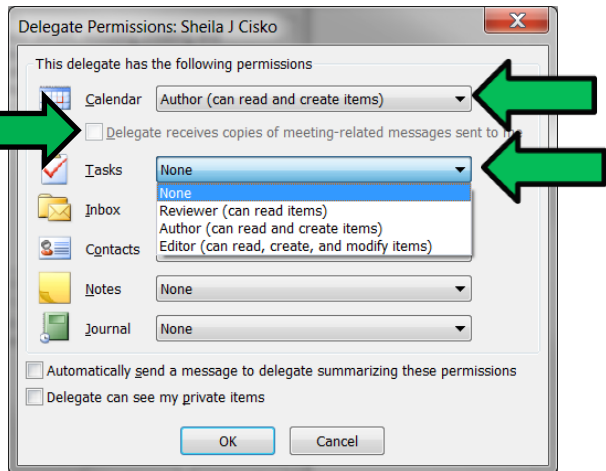 Delegate Permissions: Sheila J Cisko
This delegate has the following permissions
Calendar Author (can read and create items)
Delegate receives copies of meeting-related messages sent to me
Tasks None
None
Inbox Reviewer (can read items)
Author (can read and create items)
Contacts Editor (can read, create, and modify items)
Notes None
Journal None
Automatically send a message to delegate summarizing these permissions
Delegate can see my private items
OK Cancel